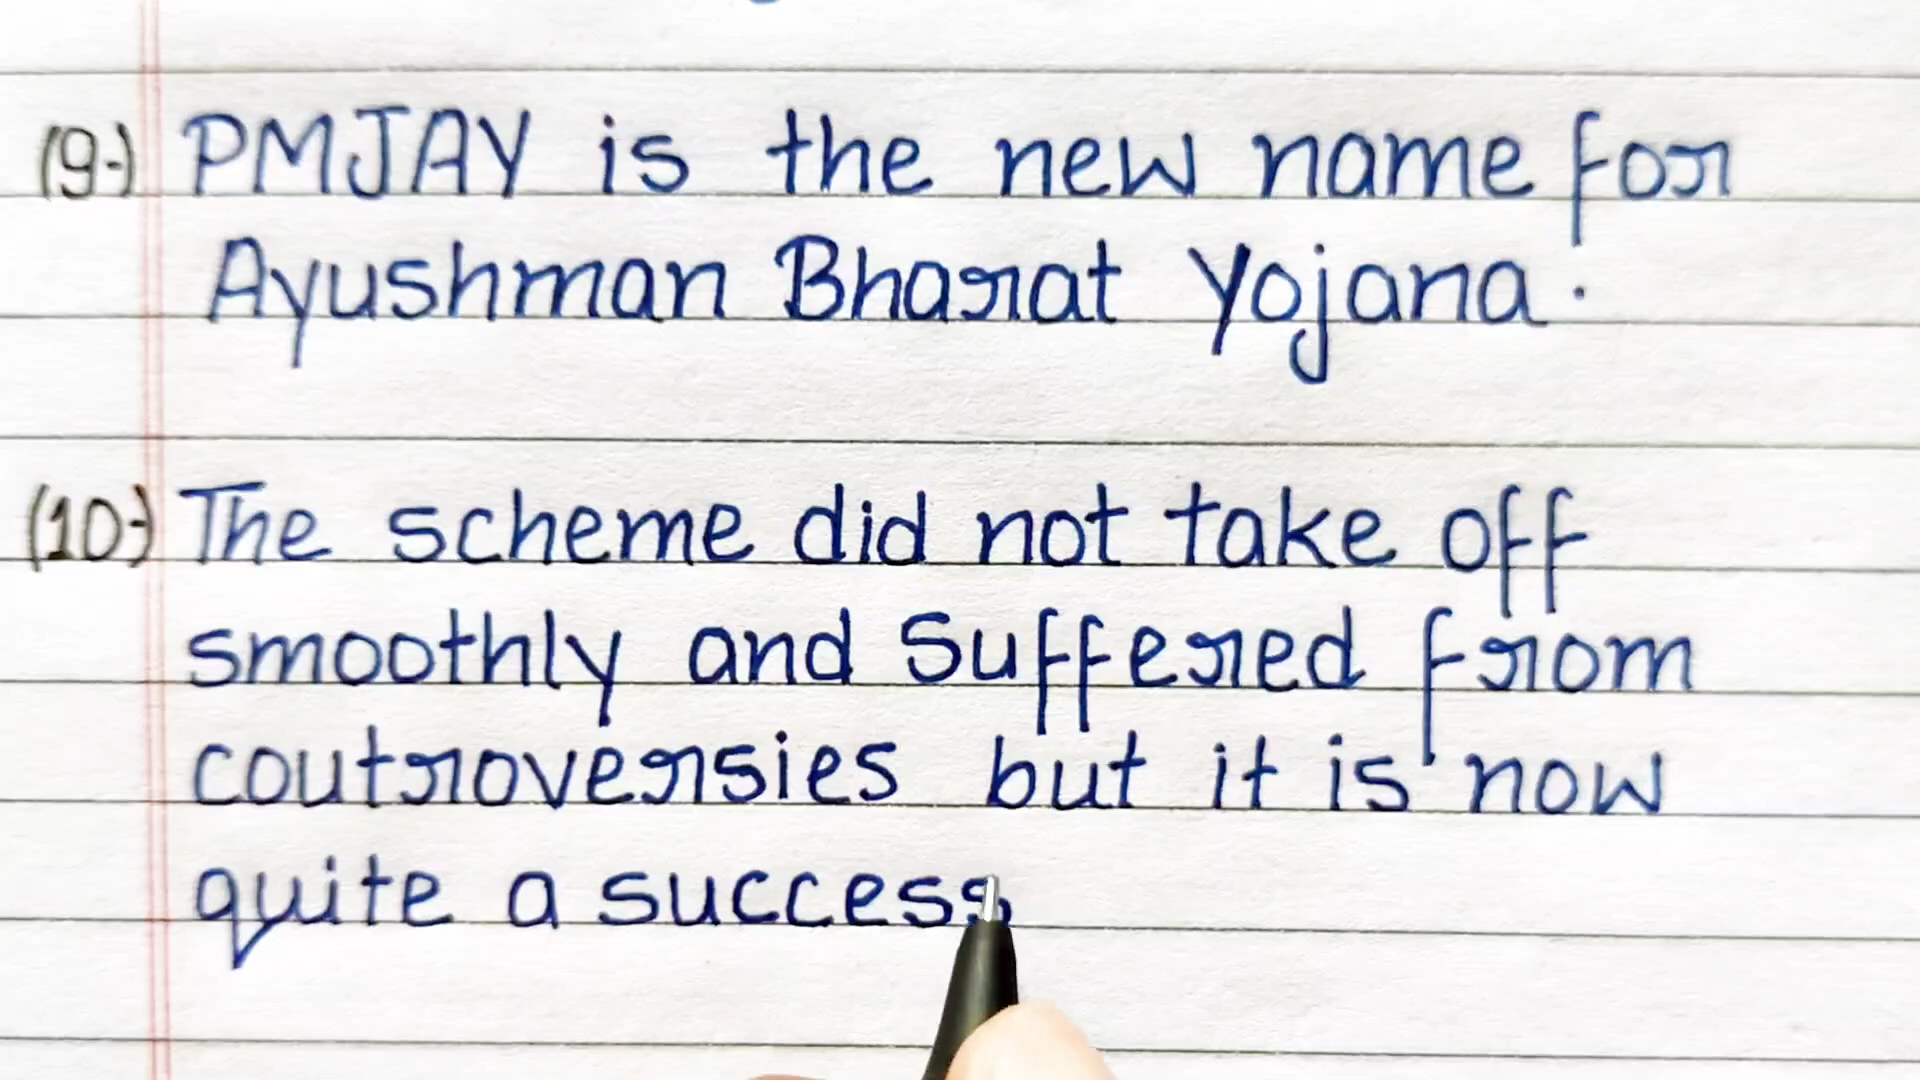 (9.) PMJAY is the new name for
Ayushman Bharat Yojana.
(10.) The scheme did not take off
smoothly and suffered from
coutroversies but it is now
quite a success